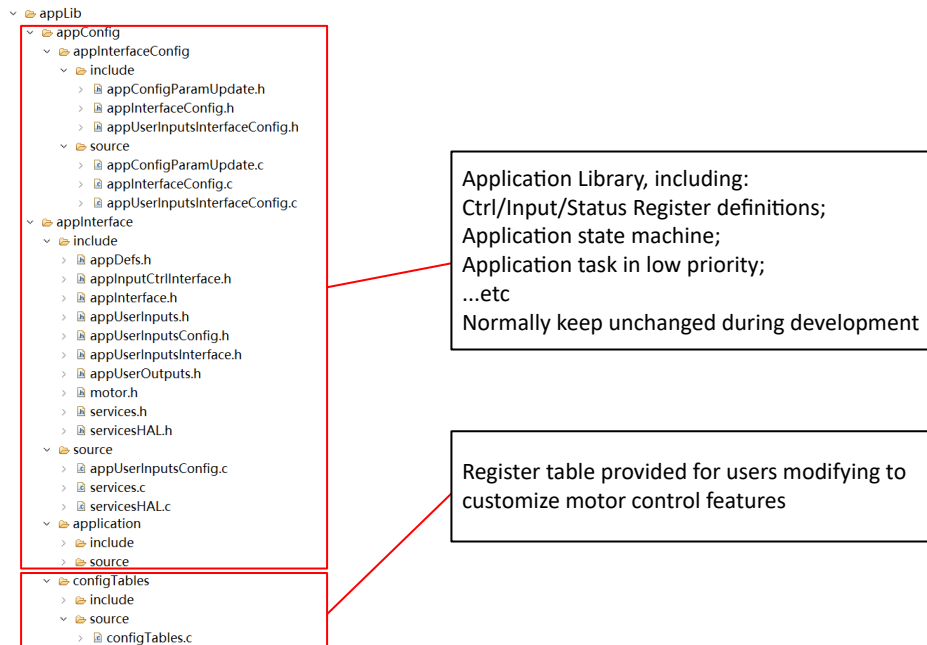 appLib
appConfig
appInterfaceConfig
include
appConfigParamUpdate.h
appInterfaceConfig.h
appUserInputsInterfaceConfig.h
source
appConfigParamUpdate.c
appInterfaceConfig.c
appUserInputsInterfaceConfig.c
appInterface
include
appDefs.h
appInputCtrlInterface.h
appInterface.h
appUserInputs.h
appUserInputsConfig.h
appUserInputsInterface.h
appUserOutputs.h
motor.h
services.h
servicesHAL.h
source
appUserInputsConfig.c
services.c
servicesHAL.c
application
include
source
configTables
include
source
configTables.c
Application Library, including:
Ctrl/Input/Status Register definitions;
Application state machine;
Application task in low priority;
...etc
Normally keep unchanged during development
Register table provided for users modifying to
customize motor control features